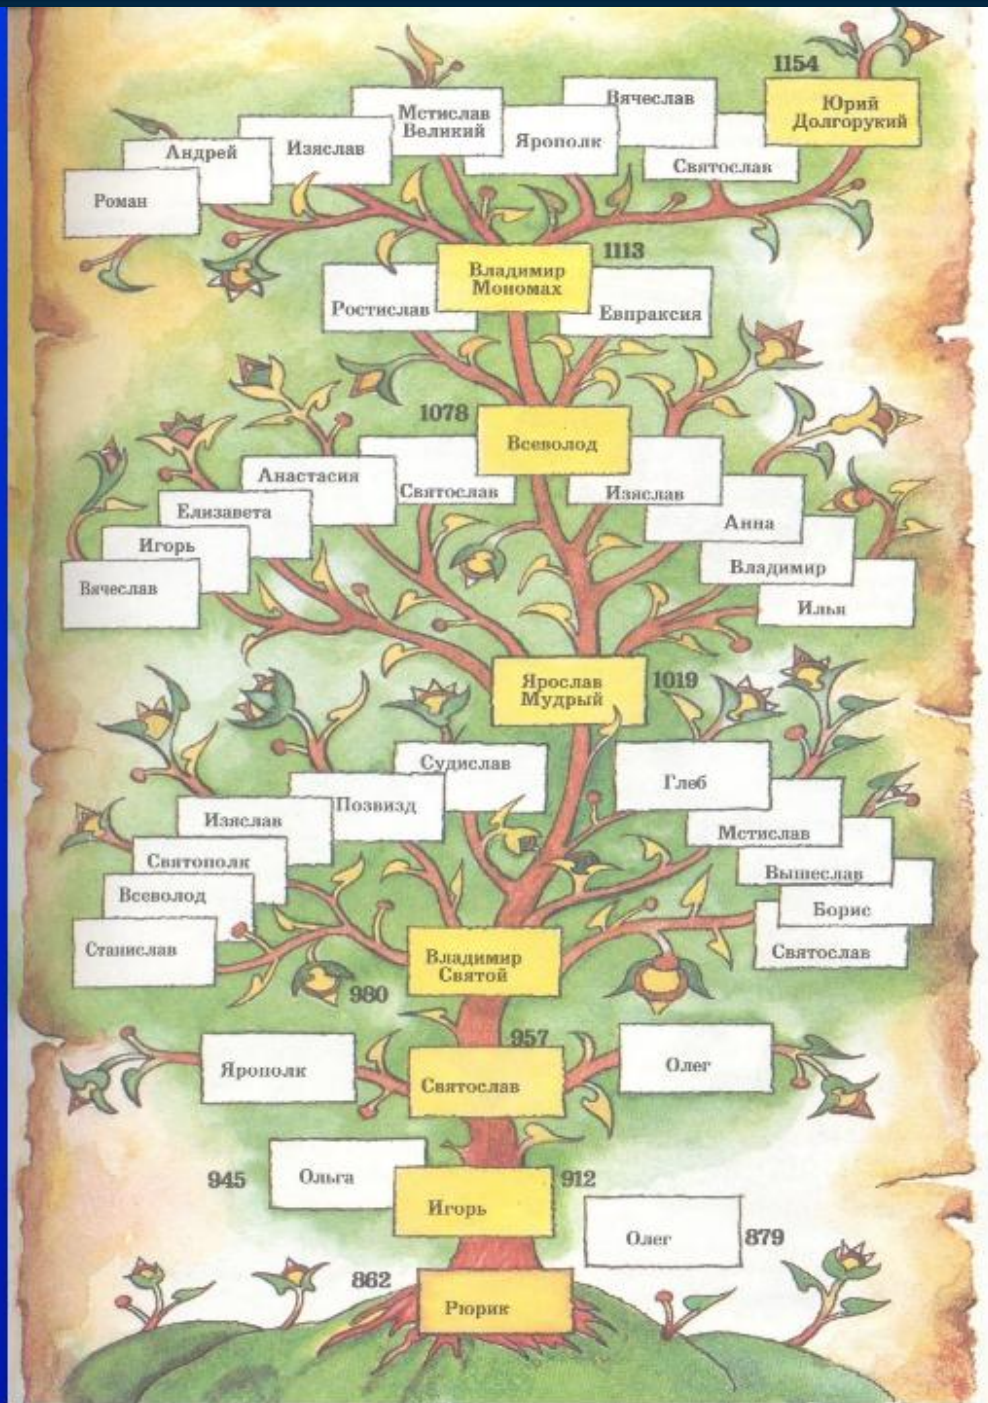 1154
Вячеслав
Юрий
Долгорукий
Мстислав
Великий
Ярополк
Изяслав
Андрей
Святослав
Роман
1113
Владимир
Мономах
Ростислав
Евпраксия
1078
Всеволод
Анастасия
Святослав
Изяслав
Елизавета
Анна
Игорь
Владимир
Вячеслав
Илья
Ярослав
Мудрый
1019
Судислав
Глеб
Позвизд
Изяслав
Мстислав
Святополк
Вышеслав
Всеволод
Борис
Станислав
Святослав
Владимир
Святой
980
957
Ярополк
Святослав
Олег
945
Ольга
912
Игорь
Олег
879
862
Рюрик